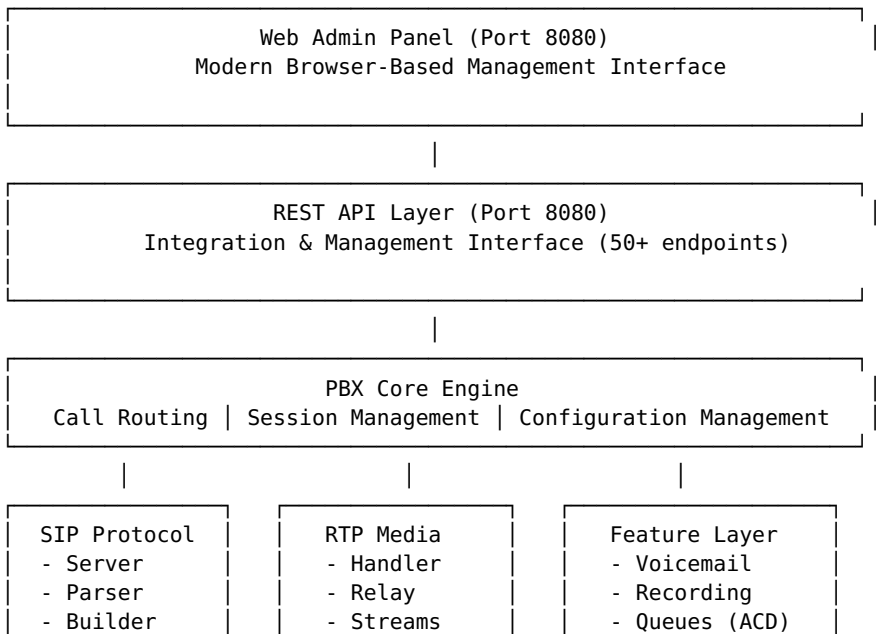 Web Admin Panel (Port 8080)
Modern Browser-Based Management Interface
REST API Layer (Port 8080)
Integration & Management Interface (50+ endpoints)
PBX Core Engine
Call Routing │ Session Management │ Configuration Management
SIP Protocol RTP Media Feature Layer
- Server - Handler - Voicemail
- Parser - Relay - Recording
- Builder - Streams - Queues (ACD)